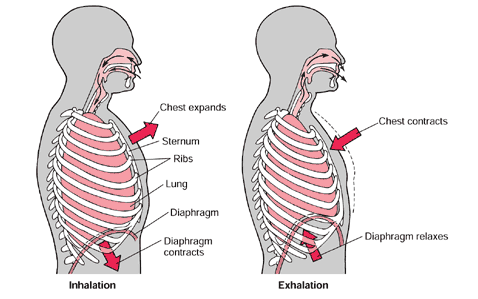 Chest expands
Sternum
Ribs
Lung
Diaphragm
Diaphragm
contracts
Inhalation
Chest contracts
Diaphragm relaxes
Exhalation